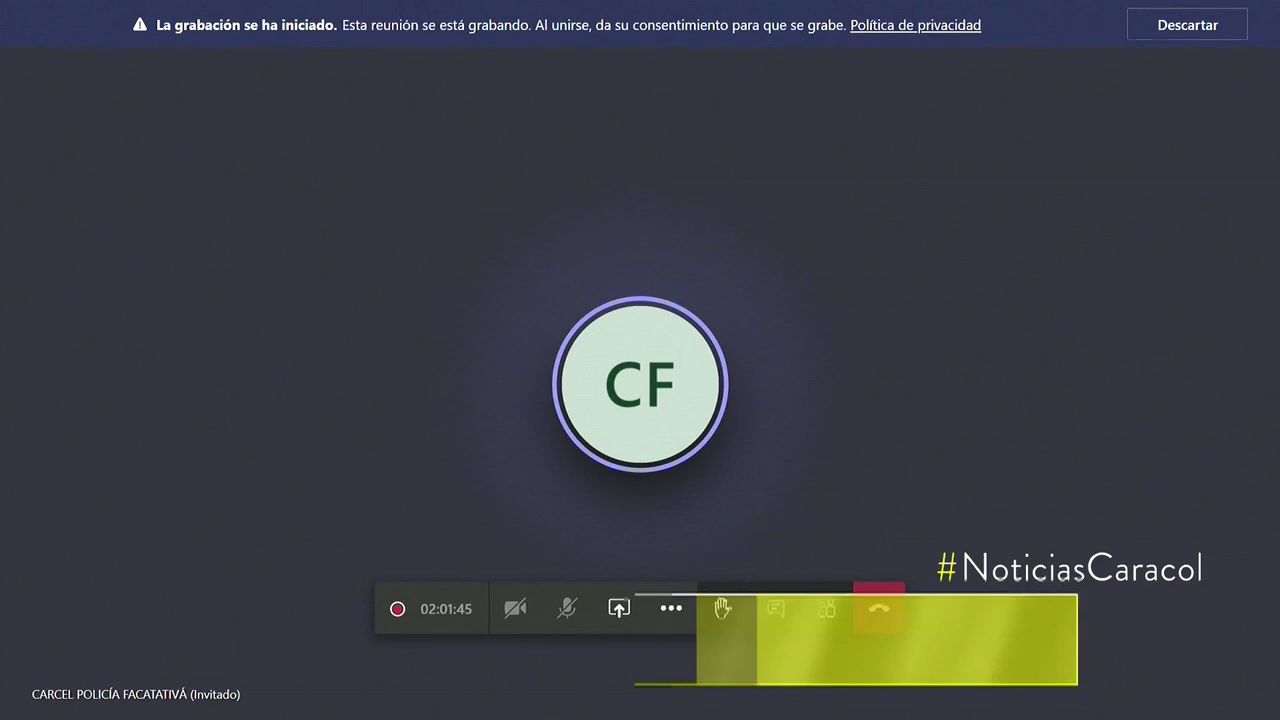 La grabación se ha iniciado. Esta reunión se está grabando. Al unirse, da su consentimiento para que se grabe. Política de privacidad
Descartar
CF
#NoticiasCaracol
02:01:45
CARCEL POLICÍA FACATATIVÁ (Invitado)